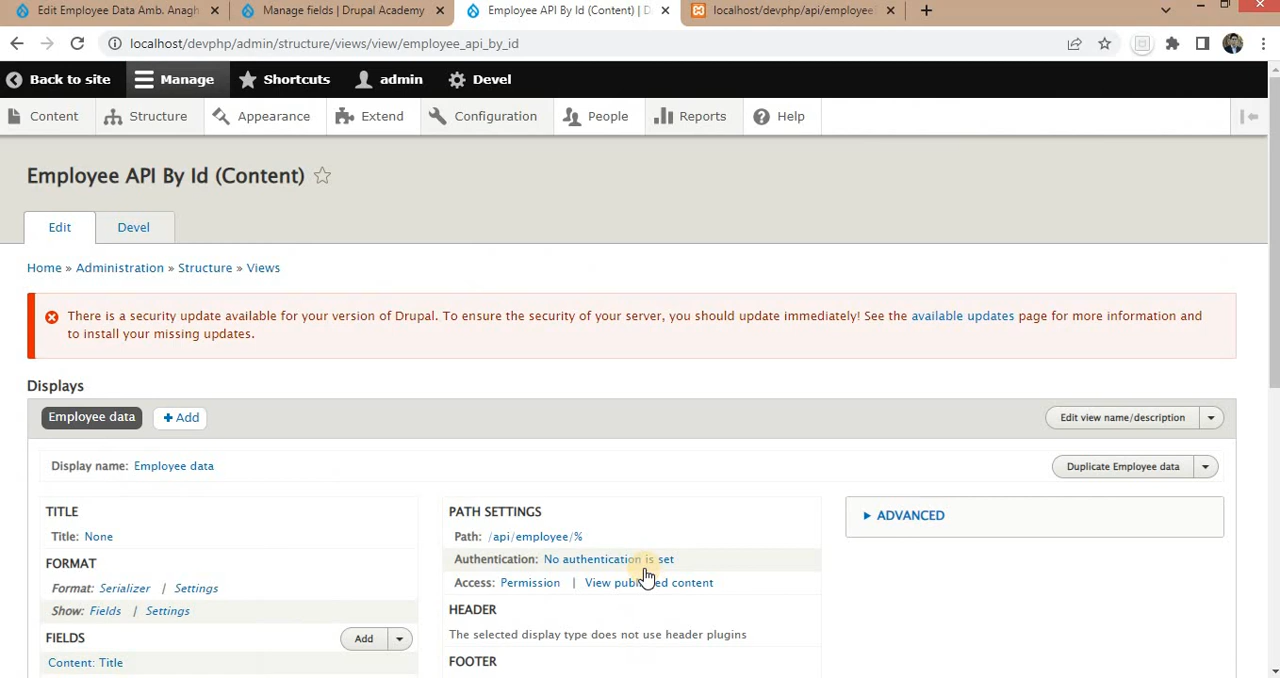 Edit Employee Data Amb. Anagh
Manage fields | Drupal Academy
Employee API By Id (Content) | D
localhost/devphp/api/employee
localhost/devphp/admin/structure/views/view/employee_api_by_id
Back to site
Manage
Shortcuts
admin
Devel
Content
Structure
Appearance
Extend
Configuration
People
Reports
Help
Employee API By Id (Content)
Edit
Devel
Home » Administration » Structure » Views
There is a security update available for your version of Drupal. To ensure the security of your server, you should update immediately! See the available updates page for more information and
to install your missing updates.
Displays
Employee data
Add
Edit view name/description
Display name: Employee data
Duplicate Employee data
TITLE
Title: None
FORMAT
Format: Serializer | Settings
Show: Fields | Settings
FIELDS
Add
Content: Title
PATH SETTINGS
Path: /api/employee/%
Authentication: No authentication is set
Access: Permission | View published content
HEADER
The selected display type does not use header plugins
FOOTER
ADVANCED